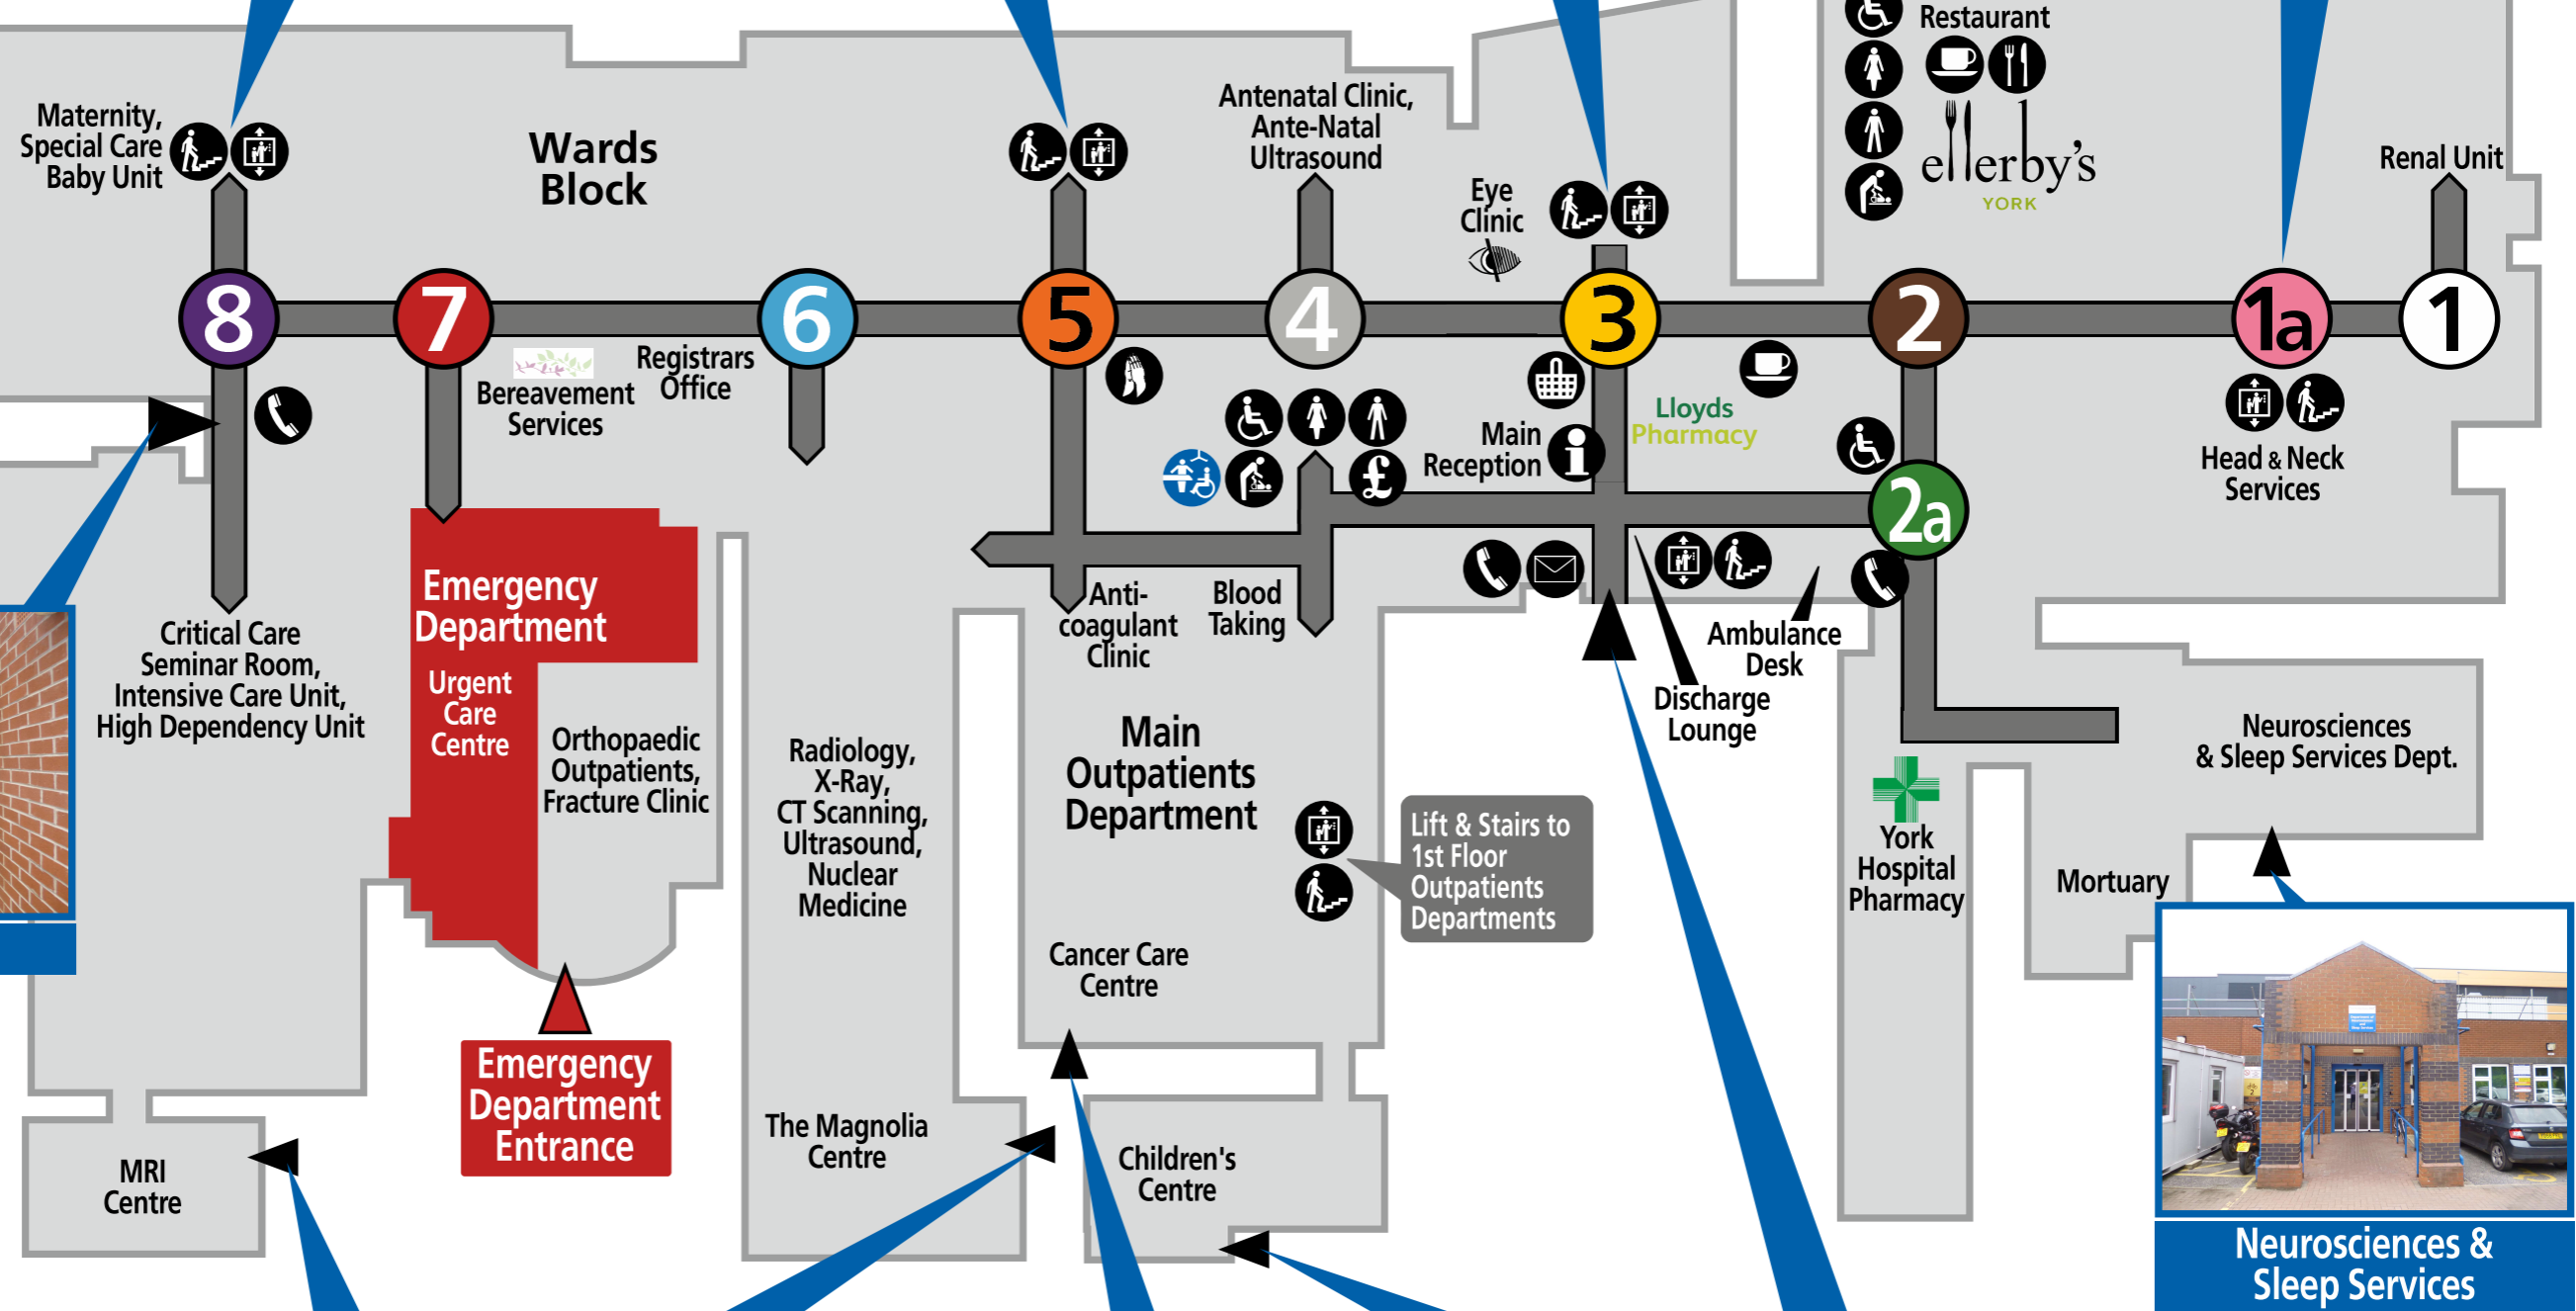 Restaurant
ellerby's
YORK
Maternity,
Special Care
Baby Unit
Wards
Block
Antenatal Clinic,
Ante-Natal
Ultrasound
Eye
Clinic
Renal Unit
8
7
6
5
4
3
2
1a
1
Bereavement
Services
Registrars
Office
Main
Reception
i
£
Lloyds
Pharmacy
2a
Head & Neck
Services
Emergency
Department
Urgent
Care
Centre
Critical Care
Seminar Room,
Intensive Care Unit,
High Dependency Unit
Orthopaedic
Outpatients,
Fracture Clinic
Radiology,
X-Ray,
CT Scanning,
Ultrasound,
Nuclear
Medicine
Anti-
coagulant
Clinic
Blood
Taking
Main
Outpatients
Department
Lift & Stairs to
1st Floor
Outpatients
Departments
Ambulance
Desk
Discharge
Lounge
York
Hospital
Pharmacy
Neurosciences
& Sleep Services Dept.
Mortuary
Cancer Care
Centre
Emergency
Department
Entrance
The Magnolia
Centre
Children's
Centre
MRI
Centre
Neurosciences &
Sleep Services